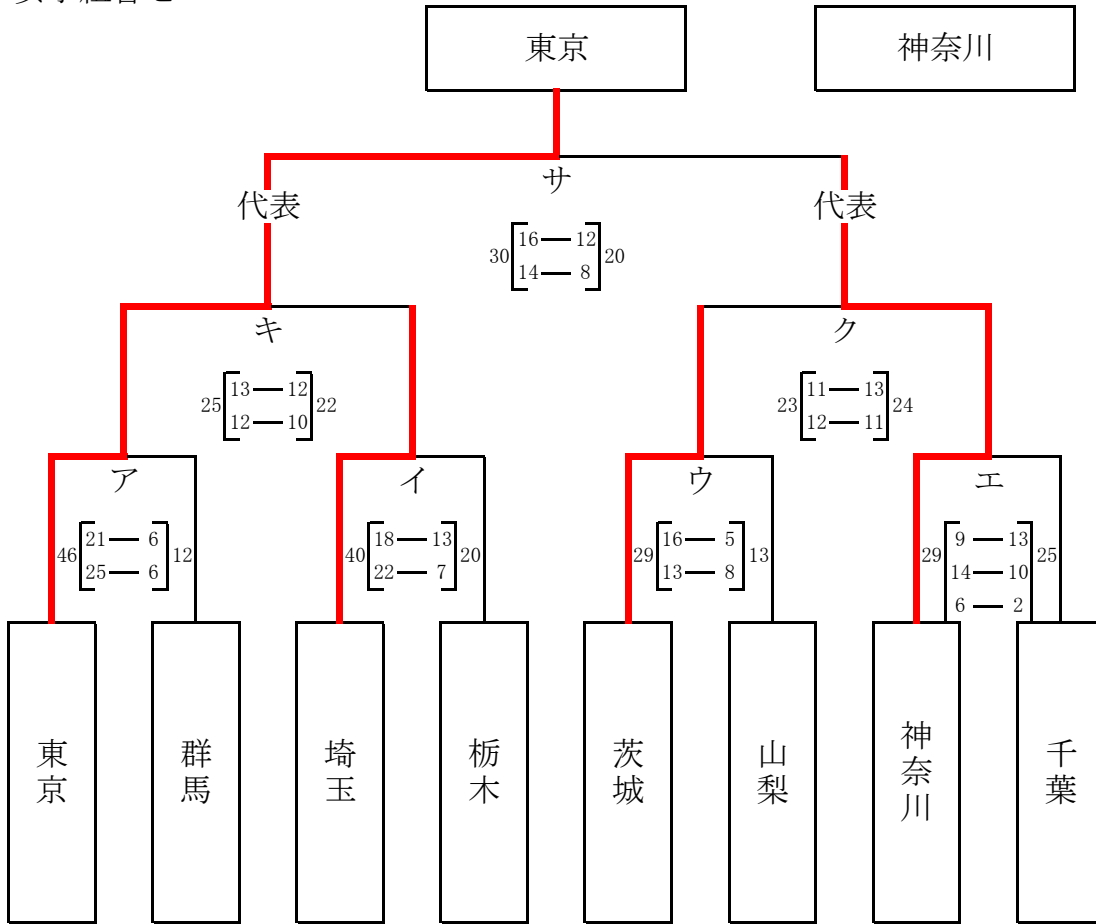 東京 神奈川
サ
代表 代表
16 — 12
30 20
14 — 8
キ ク
13 — 12 11 — 13
25 22 23 24
12 — 10 12 — 11
ア イ ウ エ
21 — 6 18 — 13 16 — 5 9 — 13
46 12 40 20 29 13 29 25
25 — 6 22 — 7 13 — 8 14 — 10
6 — 2
東京 群馬 埼玉 栃木 茨城 山梨 神奈川 千葉